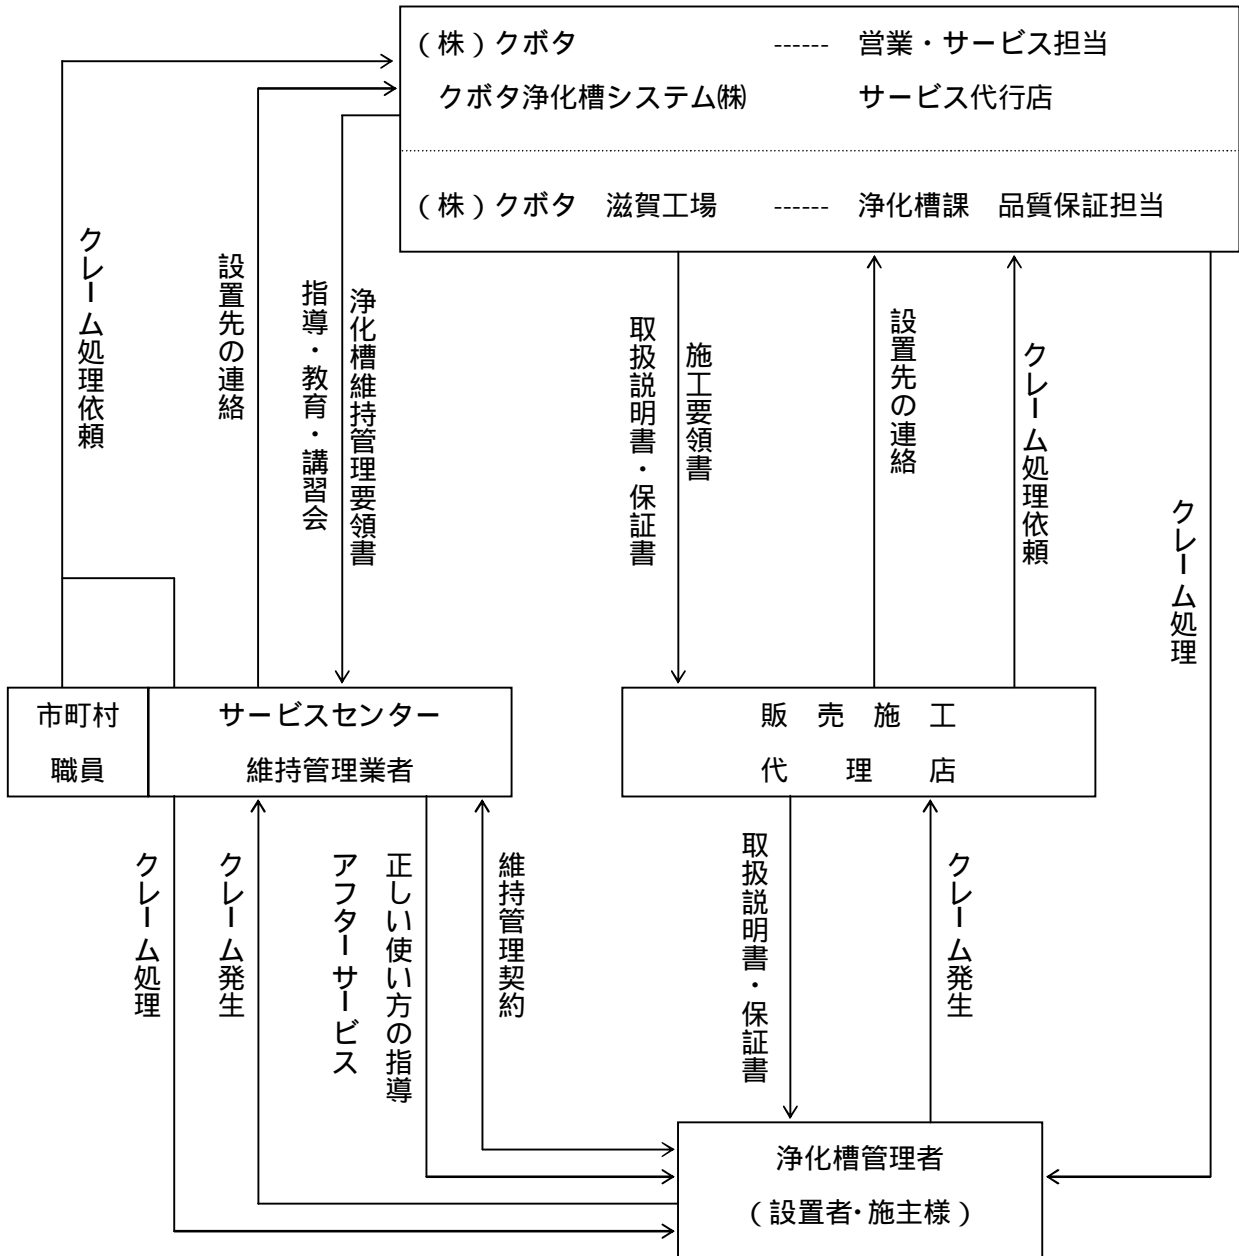 (株)クボタ ------ 営業・サービス担当
クボタ浄化槽システム㈱ サービス代行店
(株)クボタ 滋賀工場 ------ 浄化槽課 品質保証担当
クレーム処理依頼
設置先の連絡
浄化槽維持管理要領書
指導・教育・講習会
施工要領書
取扱説明書・保証書
設置先の連絡
クレーム処理依頼
クレーム処理
市町村
職員
サービスセンター
維持管理業者
販売施工
代理店
クレーム処理
クレーム発生
正しい使い方の指導
アフターサービス
維持管理契約
取扱説明書・保証書
クレーム発生
浄化槽管理者
(設置者・施主様)